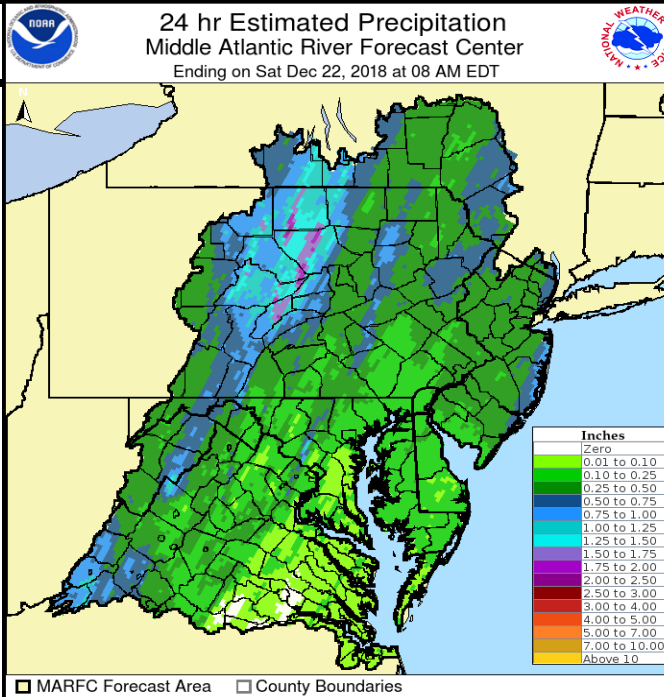 NOAA
24 hr Estimated Precipitation
Middle Atlantic River Forecast Center
Ending on Sat Dec 22, 2018 at 08 AM EDT
NATIONAL WEATHER
N
Inches
Zero
0.01 to 0.10
0.10 to 0.25
0.25 to 0.50
0.50 to 0.75
0.75 to 1.00
1.00 to 1.25
1.25 to 1.50
1.50 to 1.75
1.75 to 2.00
2.00 to 2.50
2.50 to 3.00
3.00 to 4.00
4.00 to 5.00
5.00 to 7.00
7.00 to 10.00
Above 10
MARFC Forecast Area County Boundaries